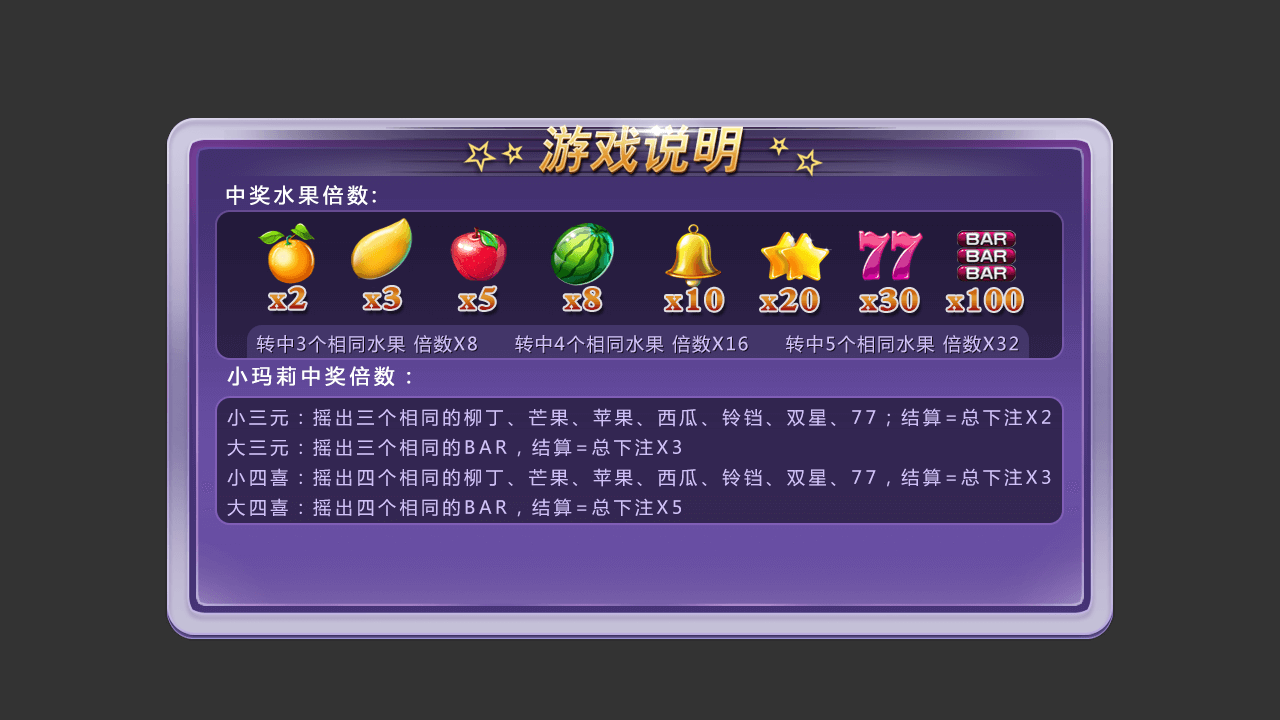 游戏说明
中奖水果倍数:
77 BAR
BAR
BAR
x2 x3 x5 x8 x10 x20 x30 x100
转中3个相同水果 倍数X8 转中4个相同水果 倍数X16 转中5个相同水果 倍数X32
小玛莉中奖倍数：
小三元：摇出三个相同的柳丁、芒果、苹果、西瓜、铃铛、双星、77；结算=总下注X2
大三元：摇出三个相同的BAR，结算=总下注X3
小四喜：摇出四个相同的柳丁、芒果、苹果、西瓜、铃铛、双星、77，结算=总下注X3
大四喜：摇出四个相同的BAR，结算=总下注X5